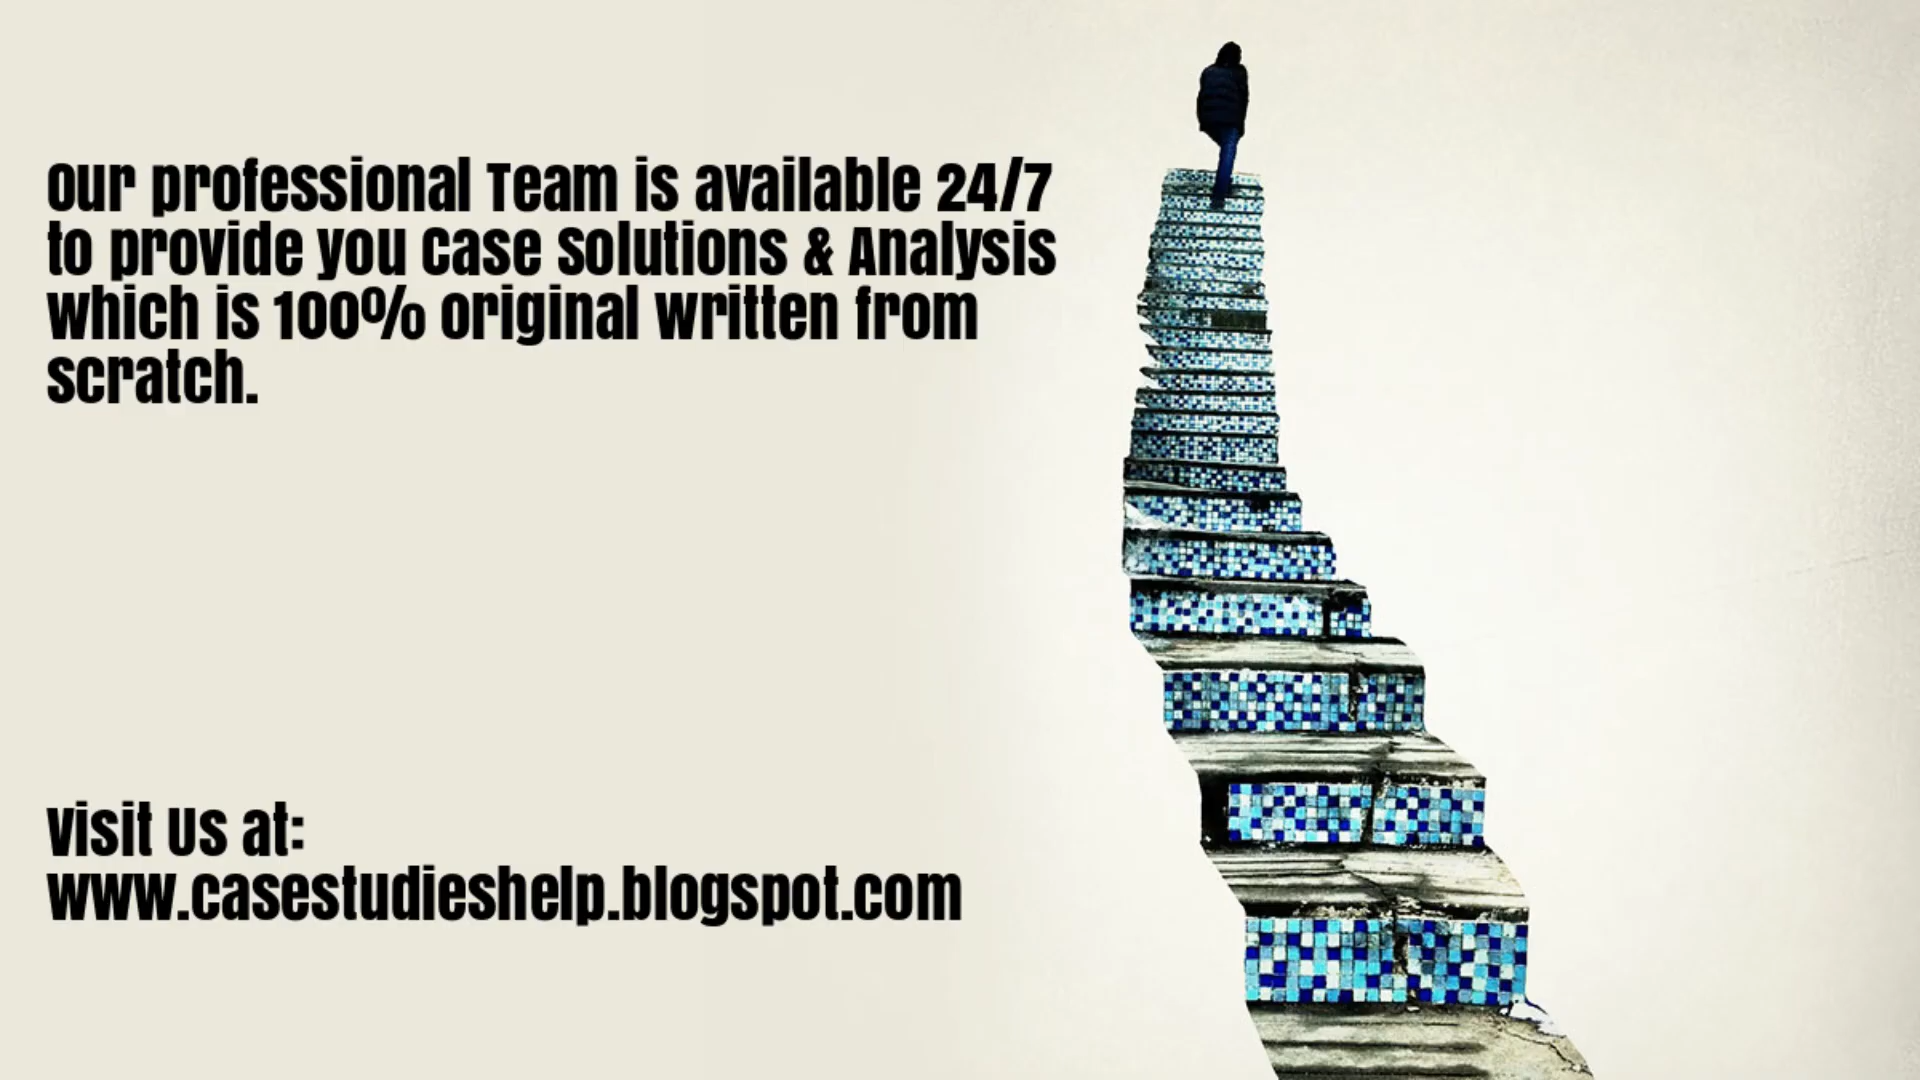 Our professional Team is available 24/7
to provide you Case Solutions & Analysis
which is 100% original written from
scratch.
Visit Us at:
www.casestudieshelp.blogspot.com